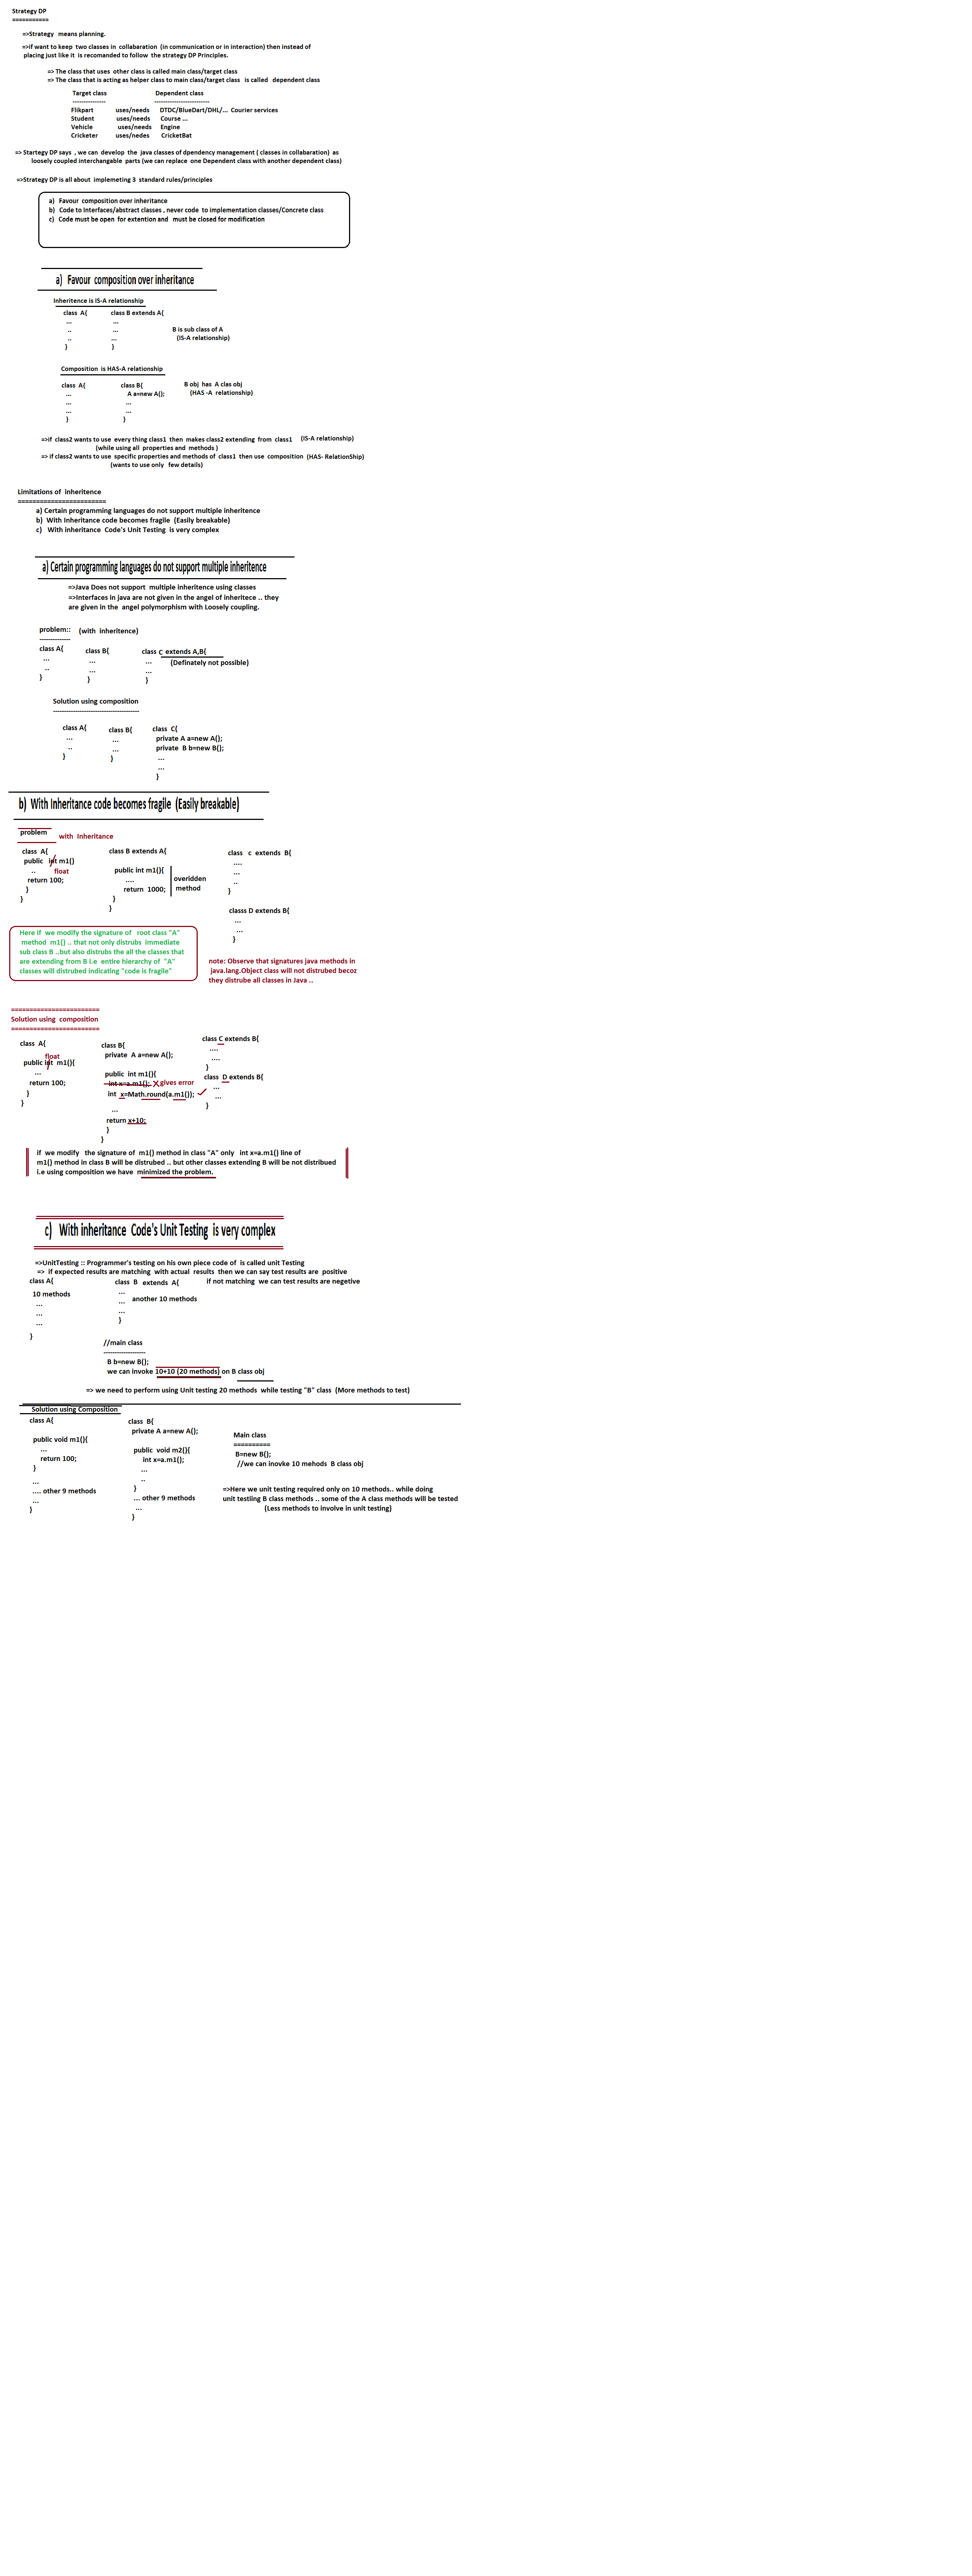 Strategy DP
===========
=>Strategy means planning.
=>if want to keep two classes in collabaration (in communication or in interaction) then instead of
placing just like it is recomanded to follow the strategy DP Principles.
=> The class that uses other class is called main class/target class
=> The class that is acting as helper class to main class/target class is called dependent class
Target class Dependent class
--------------- -------------------------
Flikpart uses/needs DTDC/BlueDart/DHL/... Courier services
Student uses/needs Course ...
Vehicle uses/needs Engine
Cricketer uses/nedes CricketBat
=> Startegy DP says , we can develop the java classes of dpendency management ( classes in collabaration) as
loosely coupled interchangable parts (we can replace one Dependent class with another dependent class)
=>Strategy DP is all about implemeting 3 standard rules/principles
a) Favour composition over inheritance
b) Code to Interfaces/abstract classes , never code to implementation classes/Concrete class
c) Code must be open for extention and must be closed for modification
a) Favour composition over inheritance
Inheritence is IS-A relationship
class A{ class B extends A{
... ...
.. ... B is sub class of A
.. ... (IS-A relationship)
} }
Composition is HAS-A relationship
class A{ class B{ B obj has A clas obj
... A a=new A(); (HAS -A relationship)
... ...
... ...
} }
=>if class2 wants to use every thing class1 then makes class2 extending from class1 (IS-A relationship)
(while using all properties and methods )
=> if class2 wants to use specific properties and methods of class1 then use composition (HAS- RelationShip)
(wants to use only few details)
Limitations of inheritence
========================
a) Certain programming languages do not support multiple inheritence
b) With Inheritance code becomes fragile (Easily breakable)
c) With inheritance Code's Unit Testing is very complex
a) Certain programming languages do not support multiple inheritence
=>Java Does not support multiple inheritence using classes
=>Interfaces in java are not given in the angel of inheritece .. they
are given in the angel polymorphism with Loosely coupling.
problem:: (with inheritence)
--------------
class A{ class B{ class C extends A,B{
... ... ... (Definately not possible)
.. ... ...
} } }
Solution using composition
---------------------------------------
class A{ class B{ class C{
... ... private A a=new A();
.. ... private B b=new B();
} } ...
...
}
b) With Inheritance code becomes fragile (Easily breakable)
problem with Inheritance
class A{ class B extends A{ class c extends B{
public int m1() ....
.. float public int m1(){ ...
return 100; .... overidden ..
} return 1000; method }
} }
} classs D extends B{
...
...
}
Here if we modify the signature of root class "A"
method m1() .. that not only distrubs immediate
sub class B ..but also distrubs the all the classes that
are extending from B i.e entire hierarchy of "A"
classes will distrubed indicating "code is fragile"
note: Observe that signatures java methods in
java.lang.Object class will not distrubed becoz
they distrube all classes in Java ..
========================
Solution using composition
========================
class A{ class B{ class C extends B{
float private A a=new A(); ....
public int m1(){ ....
... public int m1(){ }
return 100; int x=a.m1(); X gives error class D extends B{
} int x=Math.round(a.m1()); ...
} ... ...
return x+10; }
}
}
if we modify the signature of m1() method in class "A" only int x=a.m1() line of
m1() method in class B will be distrubed .. but other classes extending B will be not distribued
i.e using composition we have minimized the problem.
c) With inheritance Code's Unit Testing is very complex
=>UnitTesting :: Programmer's testing on his own piece code of is called unit Testing
=> if expected results are matching with actual results then we can say test results are positive
class A{ class B extends A{ if not matching we can test results are negetive
10 methods ...
... ... another 10 methods
... ...
... }
}
//main class
-------------------
B b=new B();
we can invoke 10+10 (20 methods) on B class obj
=> we need to perform using Unit testing 20 methods while testing "B" class (More methods to test)
Solution using Composition
class A{ class B{
private A a=new A(); Main class
public void m1(){ ==========
... public void m2(){ B=new B();
return 100; int x=a.m1(); //we can inovke 10 mehods B class obj
} ...
... ..
.... other 9 methods }
... ... other 9 methods
} ...
}
=>Here we unit testing required only on 10 methods.. while doing
unit testiing B class methods .. some of the A class methods will be tested
(Less methods to involve in unit testing)